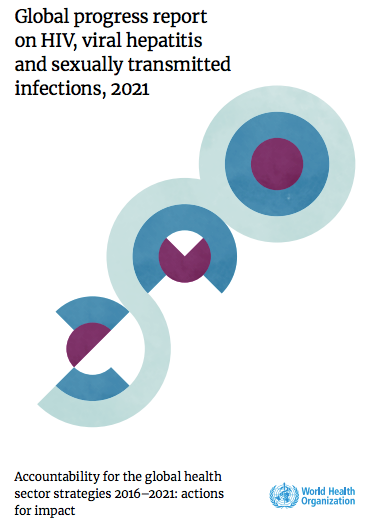 Global progress report
on HIV, viral hepatitis
and sexually transmitted
infections, 2021
Accountability for the global health
sector strategies 2016–2021: actions
for impact
World Health
Organization